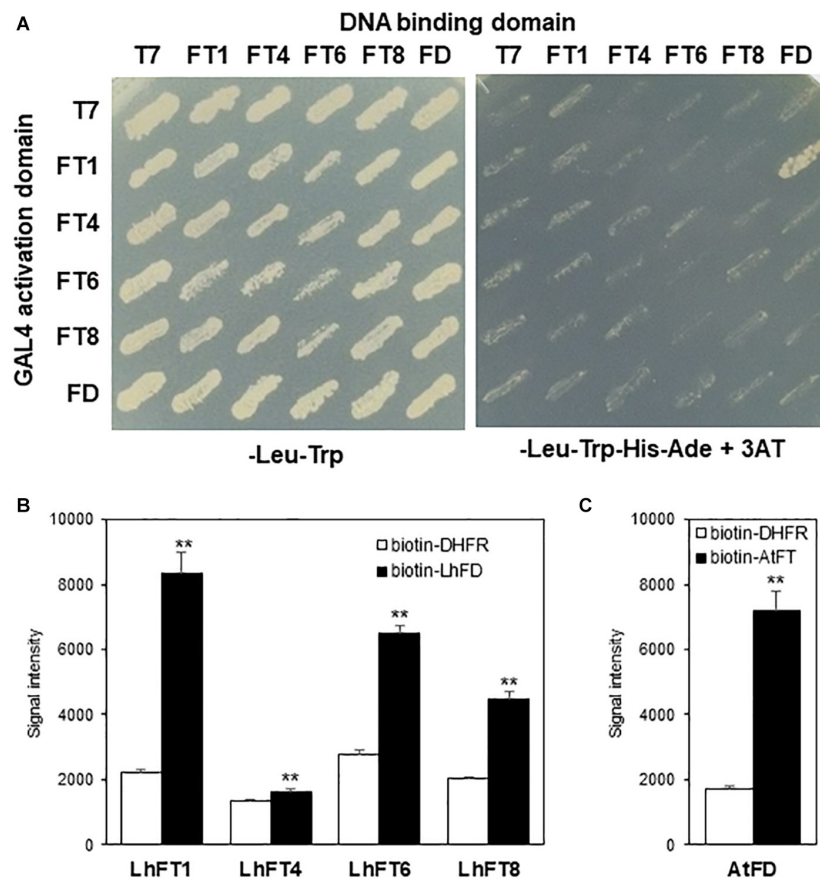 A
DNA binding domain
T7 FT1 FT4 FT6 FT8 FD T7 FT1 FT4 FT6 FT8 FD
GAL4 activation domain
T7
FT1
FT4
FT6
FT8
FD
-Leu-Trp
-Leu-Trp-His-Ade + 3AT
B
Signal intensity
10000
8000
6000
4000
2000
0
biotin-DHFR
biotin-LhFD
**
**
**
**
LhFT1 LhFT4 LhFT6 LhFT8
C
Signal intensity
10000
8000
6000
4000
2000
0
biotin-DHFR
biotin-AtFT
**
AtFD